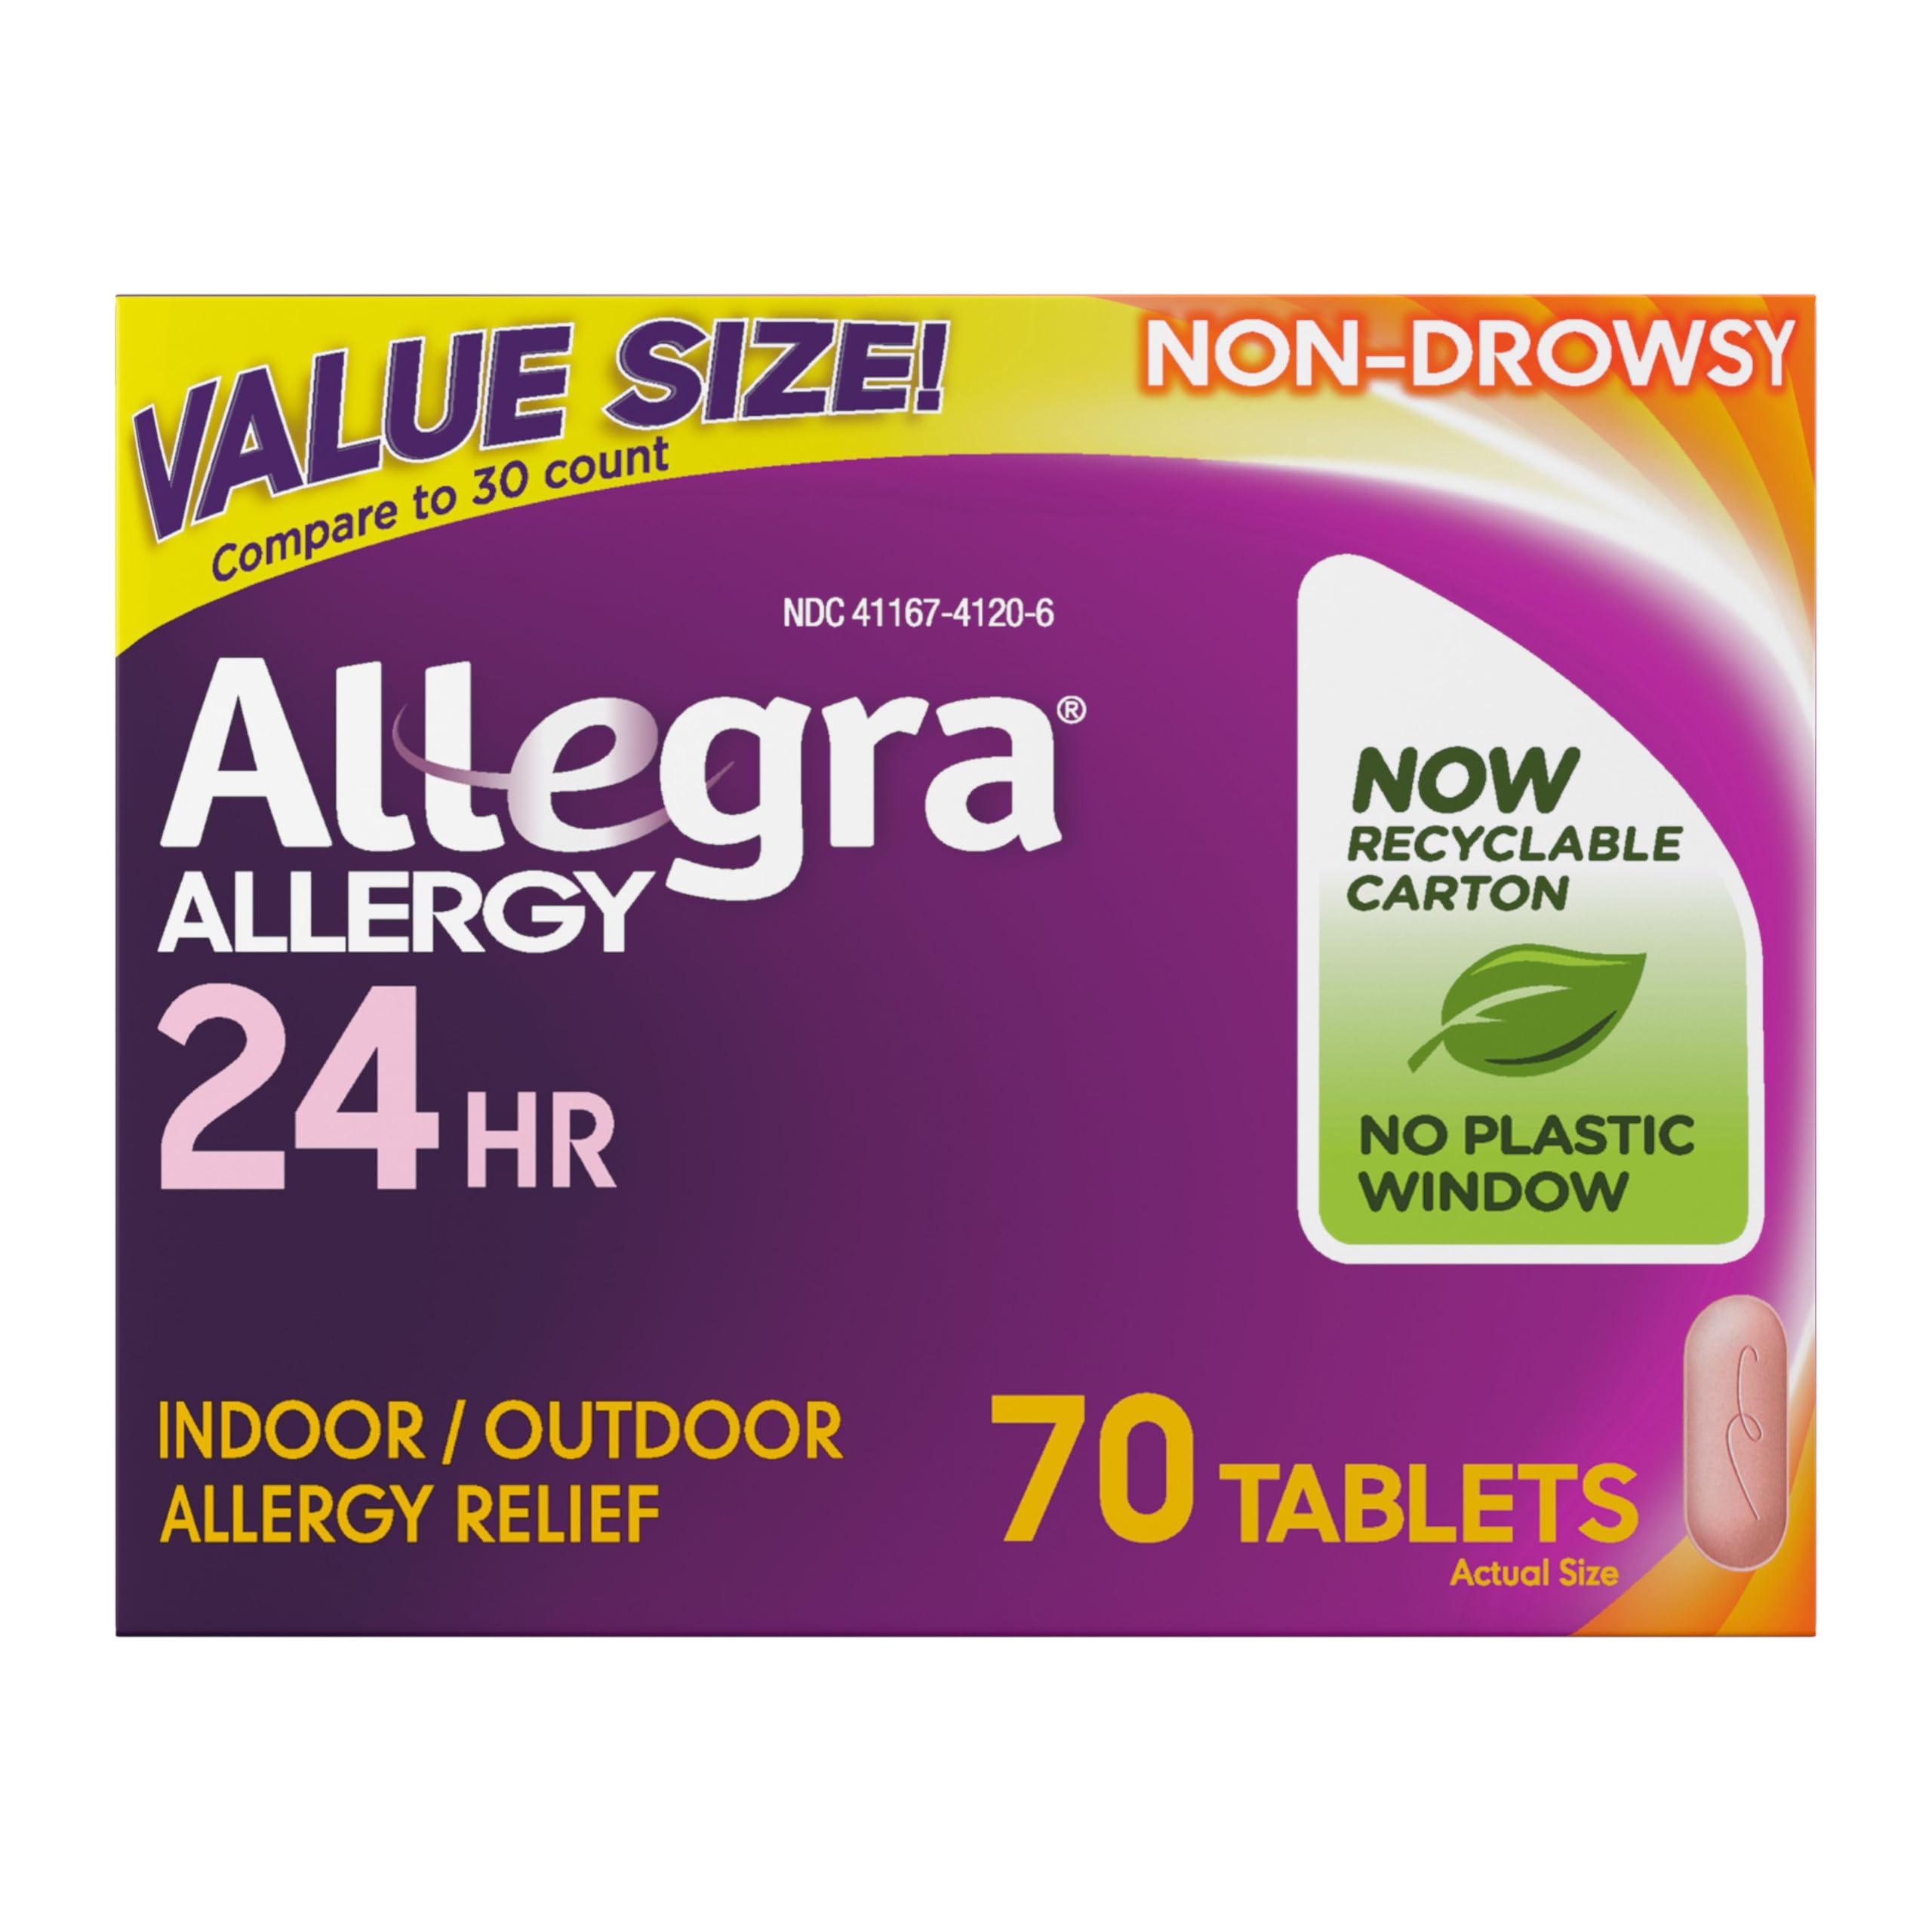 VALUE SIZE!
Compare to 30 count
NON-DROWSY
NDC 41167-4120-6
Allegra®
ALLERGY
24 HR
NOW
RECYCLABLE
CARTON
NO PLASTIC
WINDOW
INDOOR / OUTDOOR
ALLERGY RELIEF
70 TABLETS
Actual Size